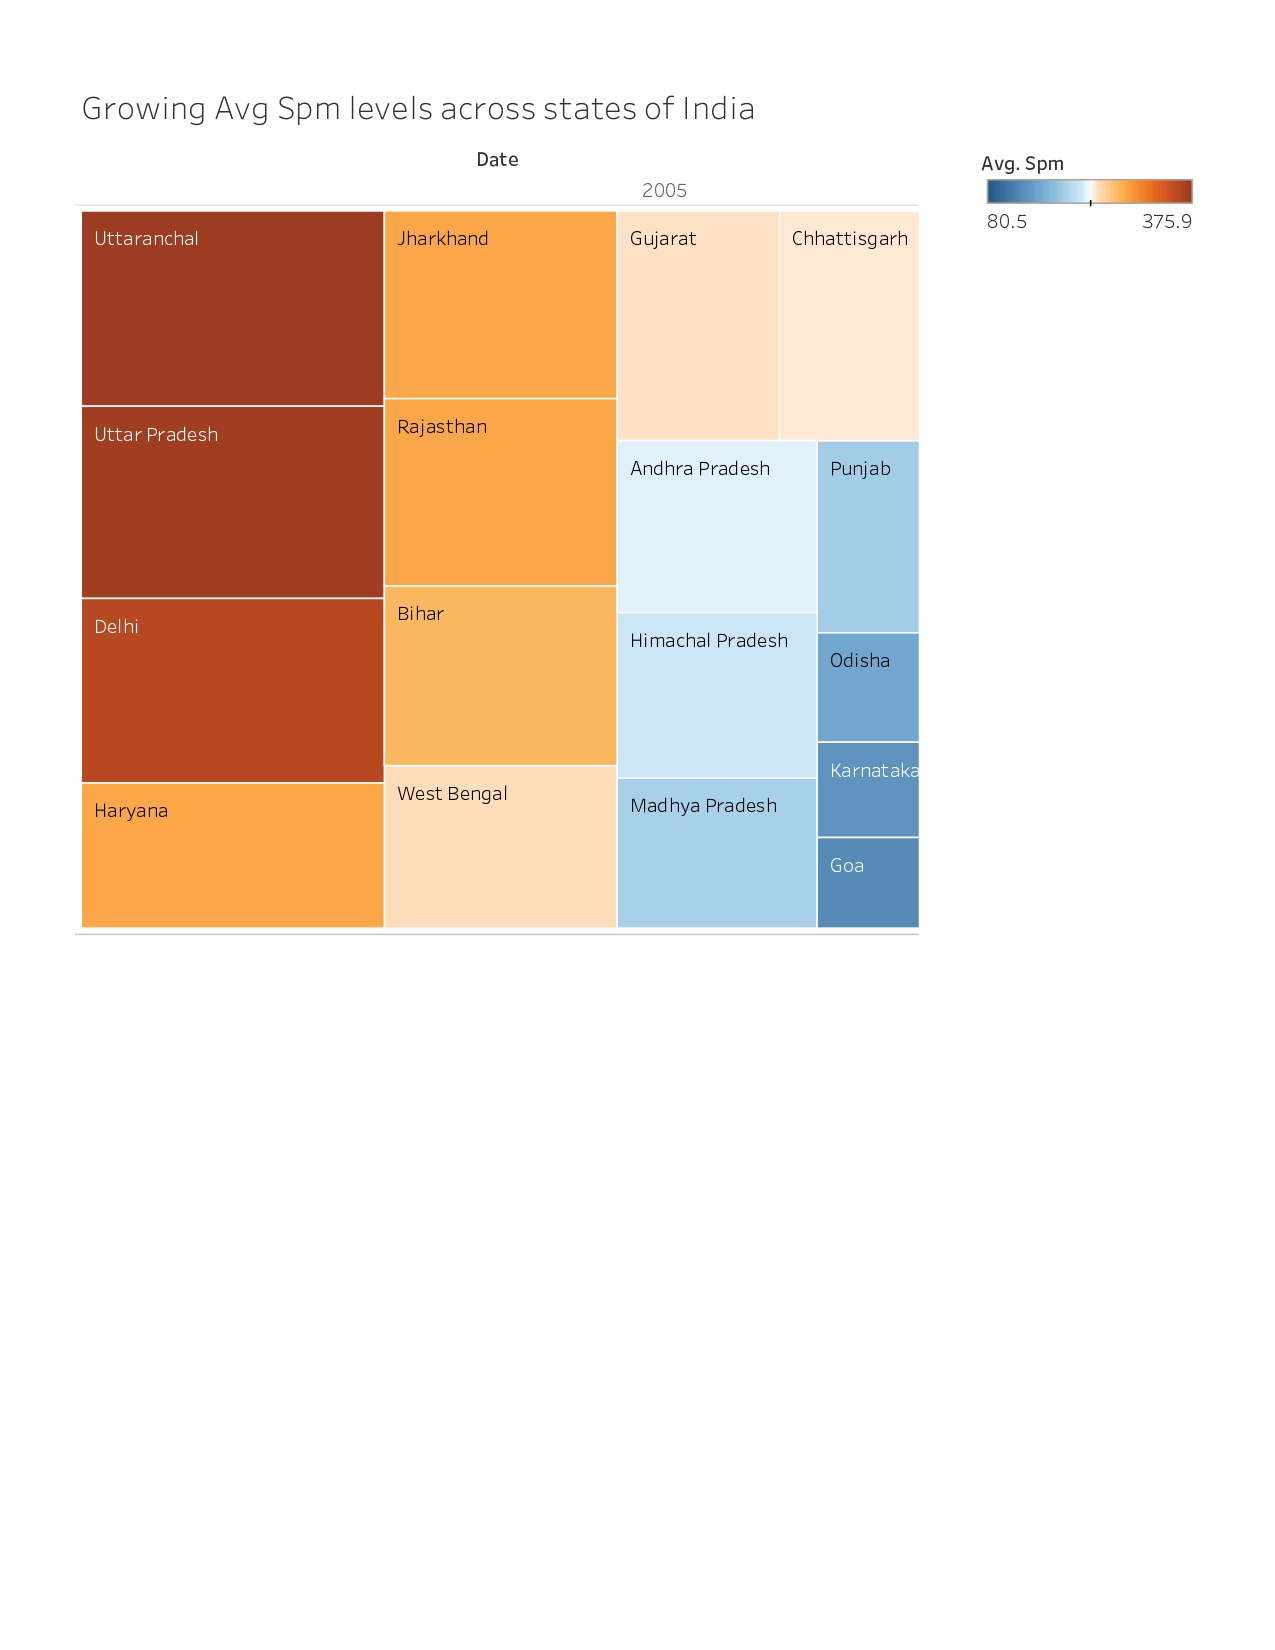 Growing Avg Spm levels across states of India
Date
2005
Avg. Spm
80.5
375.9
Uttaranchal
Uttar Pradesh
Delhi
Haryana
Jharkhand
Rajasthan
Bihar
West Bengal
Gujarat
Chhattisgarh
Andhra Pradesh
Himachal Pradesh
Madhya Pradesh
Punjab
Odisha
Karnataka
Goa